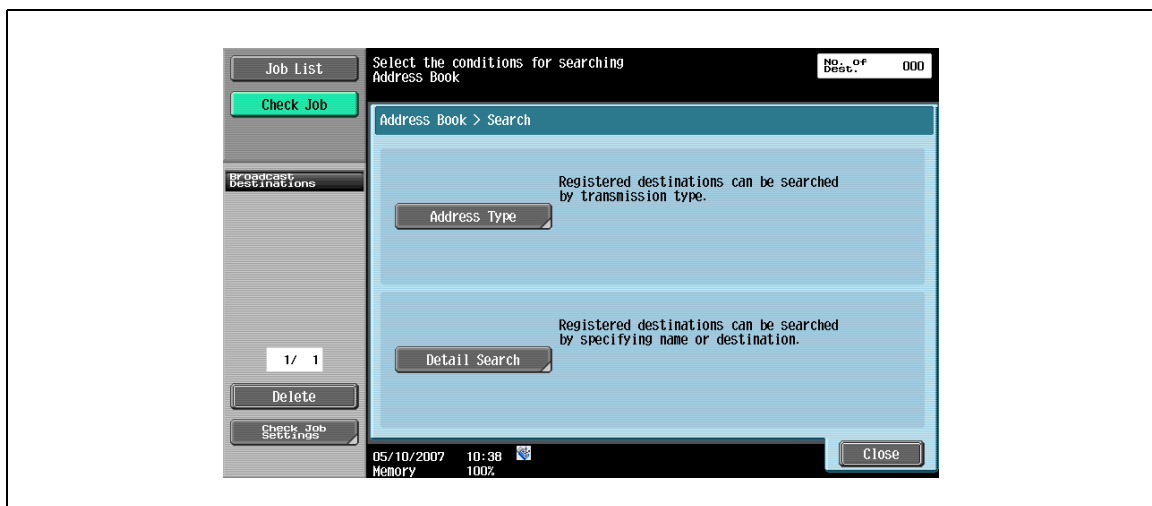 Job List
Check Job
Select the conditions for searching
Address Book
No. of
Dest.
000
Address Book > Search
Broadcast
Destinations
Registered destinations can be searched
by transmission type.
Address Type
Registered destinations can be searched
by specifying name or destination.
Detail Search
1/ 1
Delete
Check Job
Settings
05/10/2007 10:38
Memory 100%
Close